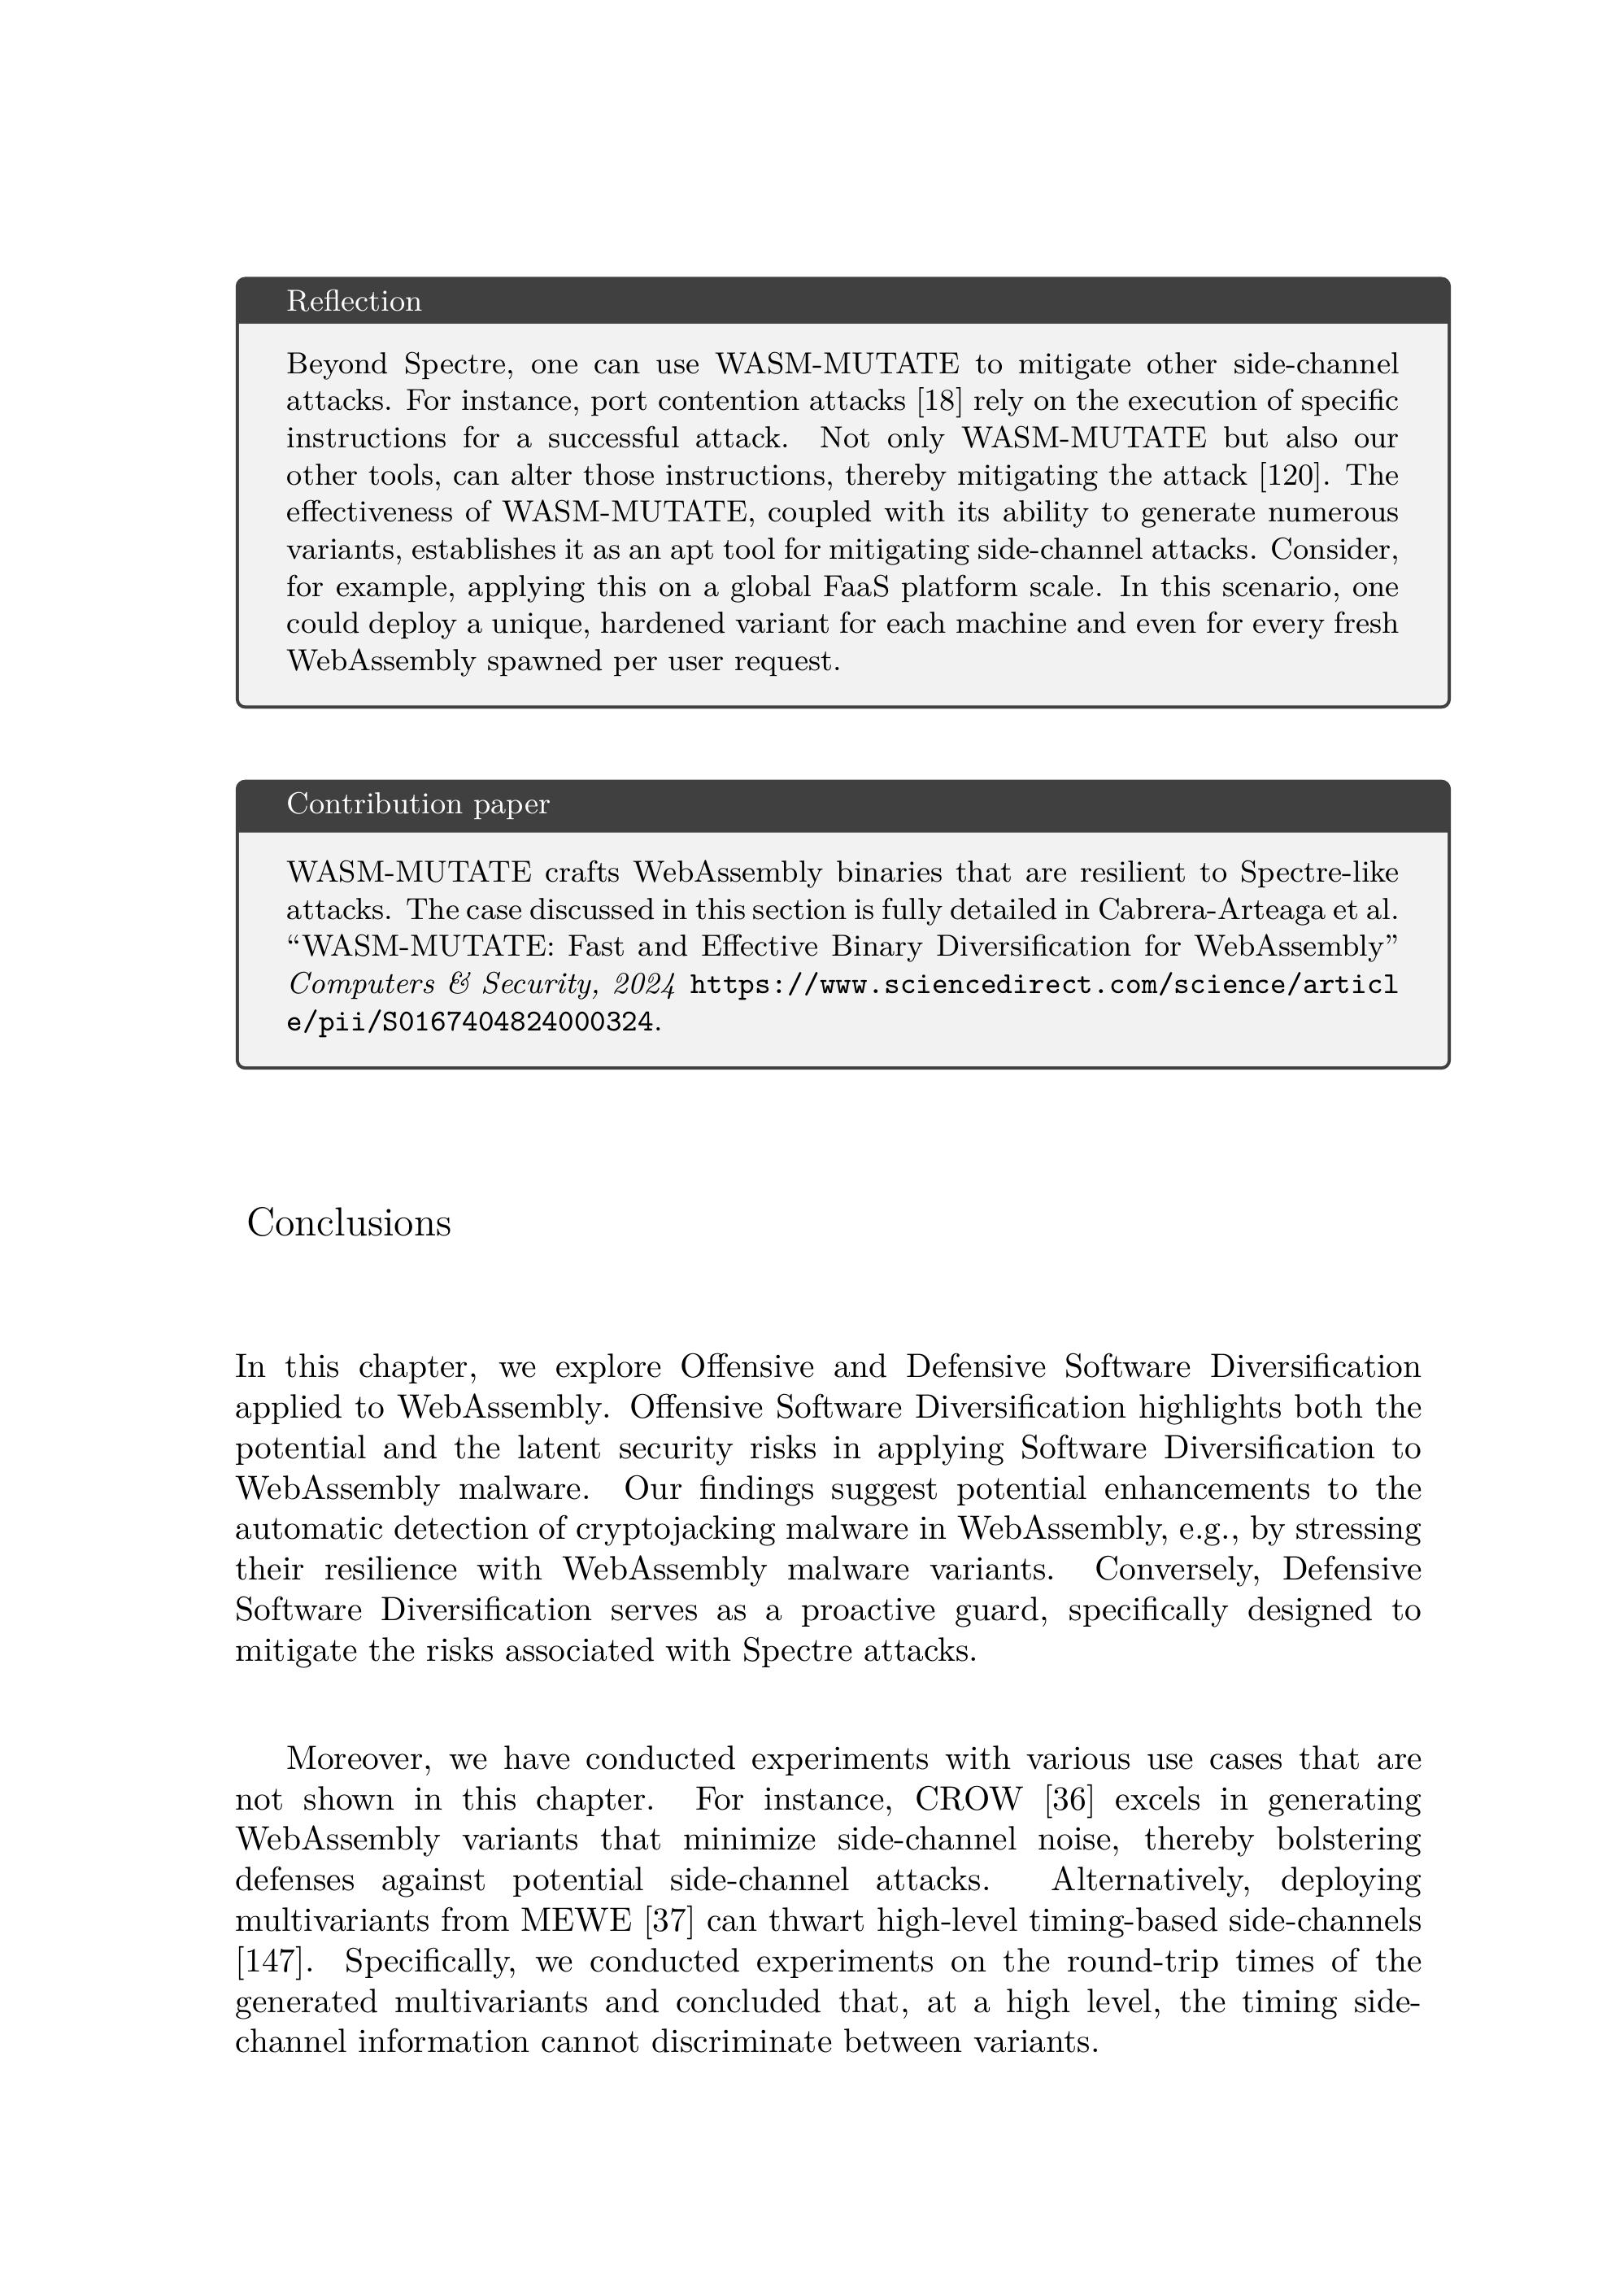 Reflection
Beyond Spectre, one can use WASM-MUTATE to mitigate other side-channel
attacks. For instance, port contention attacks [18] rely on the execution of specific
instructions for a successful attack. Not only WASM-MUTATE but also our
other tools, can alter those instructions, thereby mitigating the attack [120]. The
effectiveness of WASM-MUTATE, coupled with its ability to generate numerous
variants, establishes it as an apt tool for mitigating side-channel attacks. Consider,
for example, applying this on a global FaaS platform scale. In this scenario, one
could deploy a unique, hardened variant for each machine and even for every fresh
WebAssembly spawned per user request.
Contribution paper
WASM-MUTATE crafts WebAssembly binaries that are resilient to Spectre-like
attacks. The case discussed in this section is fully detailed in Cabrera-Arteaga et al.
“WASM-MUTATE: Fast and Effective Binary Diversification for WebAssembly”
Computers & Security, 2024 https://www.sciencedirect.com/science/articl
e/pii/S0167404824000324.
Conclusions
In this chapter, we explore Offensive and Defensive Software Diversification
applied to WebAssembly. Offensive Software Diversification highlights both the
potential and the latent security risks in applying Software Diversification to
WebAssembly malware. Our findings suggest potential enhancements to the
automatic detection of cryptojacking malware in WebAssembly, e.g., by stressing
their resilience with WebAssembly malware variants. Conversely, Defensive
Software Diversification serves as a proactive guard, specifically designed to
mitigate the risks associated with Spectre attacks.
Moreover, we have conducted experiments with various use cases that are
not shown in this chapter. For instance, CROW [36] excels in generating
WebAssembly variants that minimize side-channel noise, thereby bolstering
defenses against potential side-channel attacks. Alternatively, deploying
multivariants from MEWE [37] can thwart high-level timing-based side-channels
[147]. Specifically, we conducted experiments on the round-trip times of the
generated multivariants and concluded that, at a high level, the timing side-
channel information cannot discriminate between variants.